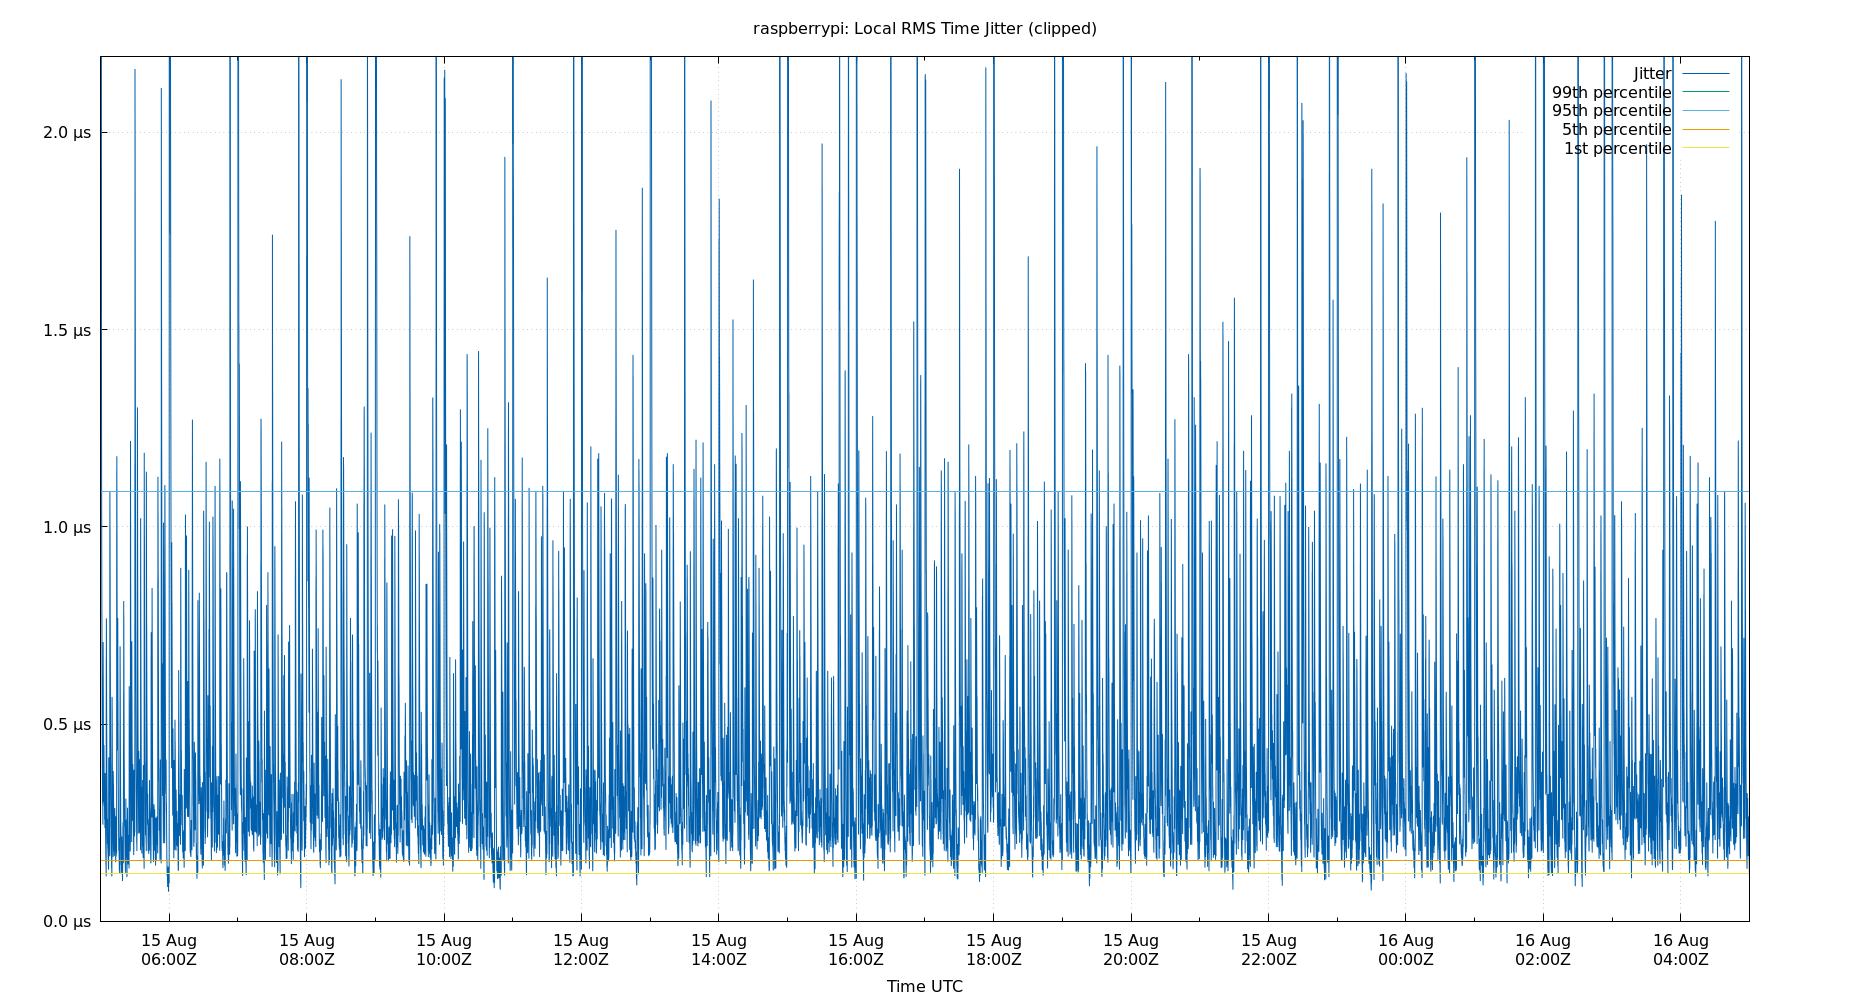 raspberrypi: Local RMS Time Jitter (clipped)
Jitter
99th percentile
95th percentile
5th percentile
1st percentile
2.0 µs
1.5 µs
1.0 µs
0.5 µs
0.0 µs
15 Aug 15 Aug 15 Aug 15 Aug 15 Aug 15 Aug 15 Aug 15 Aug 15 Aug 16 Aug 16 Aug 16 Aug
06:00Z 08:00Z 10:00Z 12:00Z 14:00Z 16:00Z 18:00Z 20:00Z 22:00Z 00:00Z 02:00Z 04:00Z
Time UTC